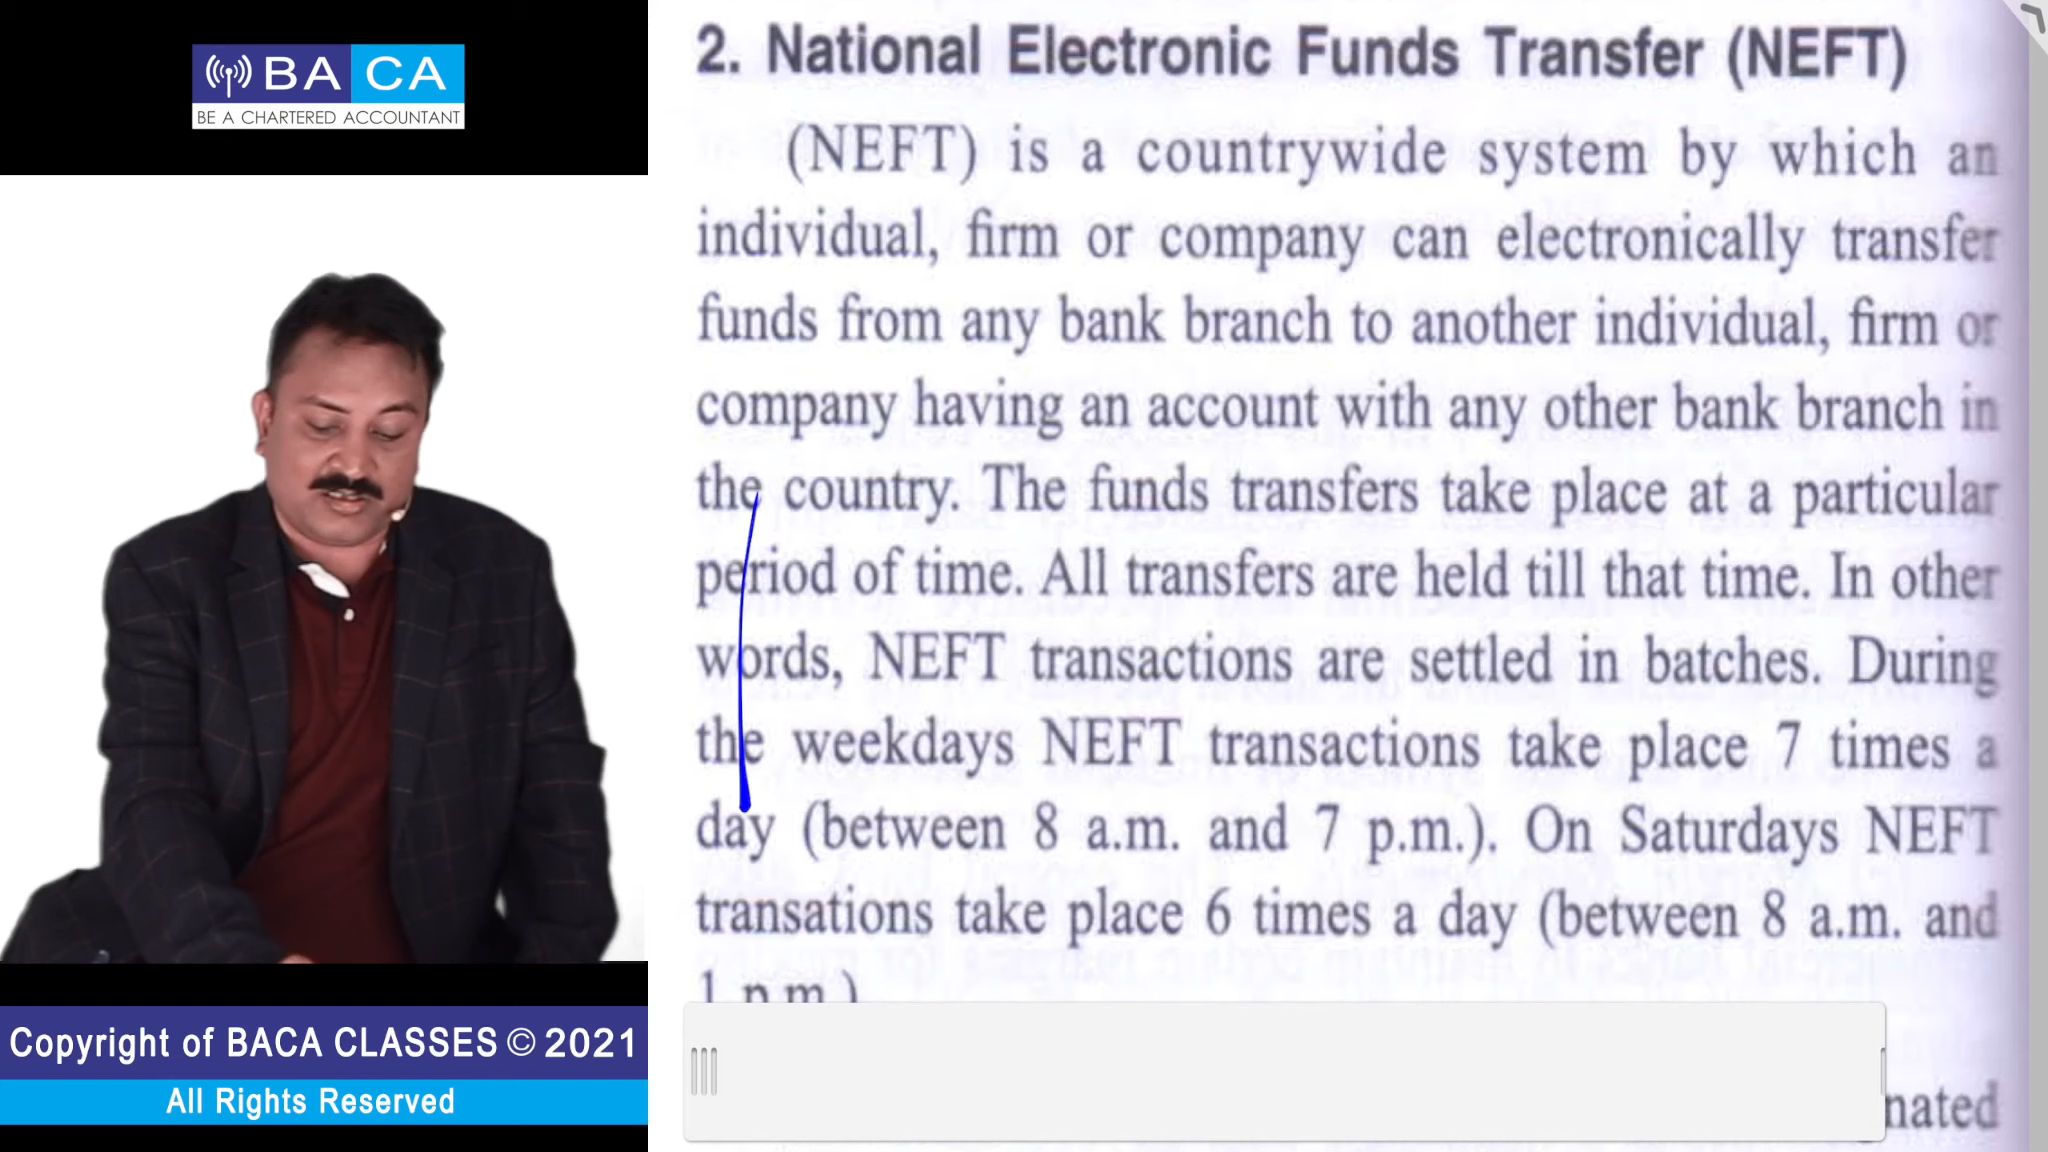 BA CA
BE A CHARTERED ACCOUNTANT
2. National Electronic Funds Transfer (NEFT)
(NEFT) is a countrywide system by which an
individual, firm or company can electronically transfer
funds from any bank branch to another individual, firm or
company having an account with any other bank branch in
the country. The funds transfers take place at a particular
period of time. All transfers are held till that time. In other
words, NEFT transactions are settled in batches. During
the weekdays NEFT transactions take place 7 times a
day (between 8 a.m. and 7 p.m.). On Saturdays NEFT
transations take place 6 times a day (between 8 a.m. and
1 p.m.)
Copyright of BACA CLASSES © 2021
All Rights Reserved